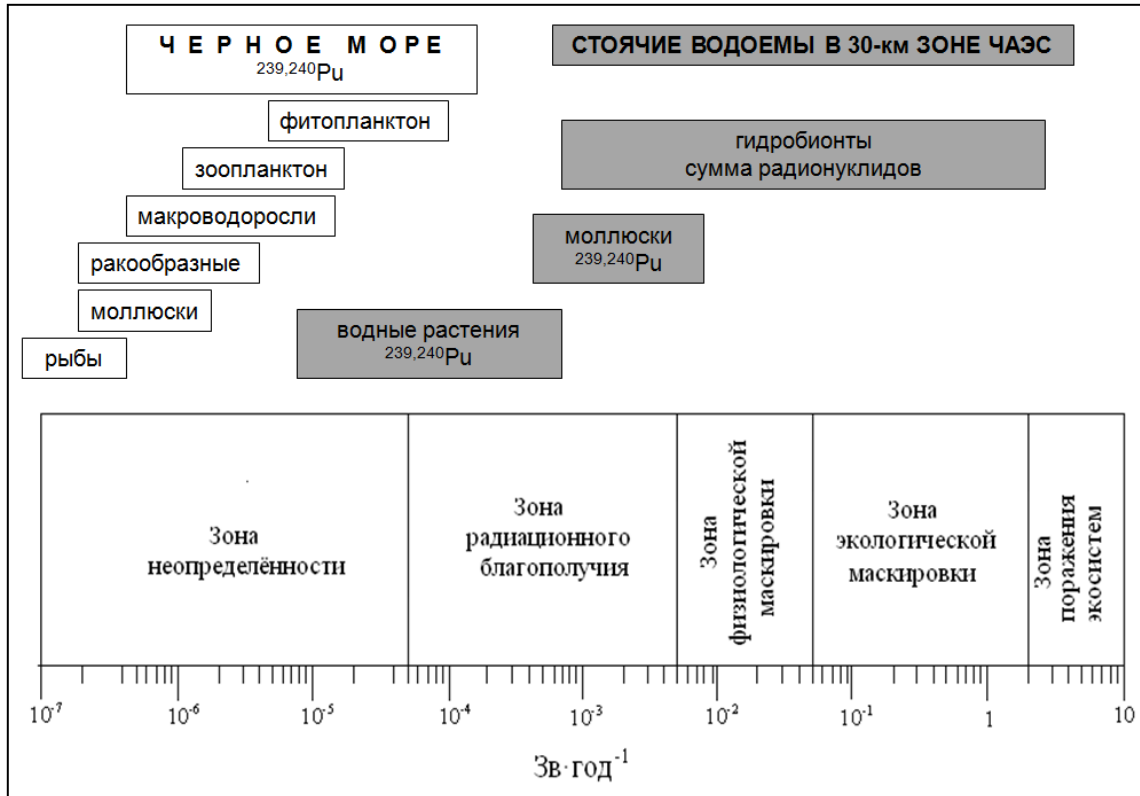 Ч Е Р Н О Е М О Р Е
239,240Pu
СТОЯЧИЕ ВОДОЕМЫ В 30-км ЗОНЕ ЧАЭС
фитопланктон
гидробионты
сумма радионуклидов
зоопланктон
макроводоросли
моллюски
239,240Pu
ракообразные
моллюски
водные растения
239,240Pu
рыбы
Зона
неопределённости
Зона
радиационного
благополучия
Зона
физиологической
маскировки
Зона
экологической
маскировки
Зона
поражения
экосистем
10⁻⁷ 10⁻⁶ 10⁻⁵ 10⁻⁴ 10⁻³ 10⁻² 10⁻¹ 1 10
Зв·год⁻¹